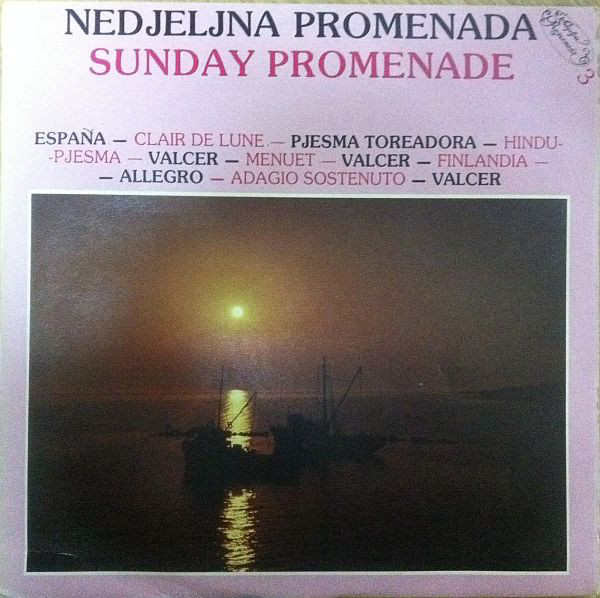 NEDJELJNA PROMENADA
SUNDAY PROMENADE
3
ESPAÑA — CLAIR DE LUNE — PJESMA TOREADORA — HINDU-
-PJESMA — VALCER — MENUET — VALCER — FINLANDIA —
— ALLEGRO — ADAGIO SOSTENUTO — VALCER